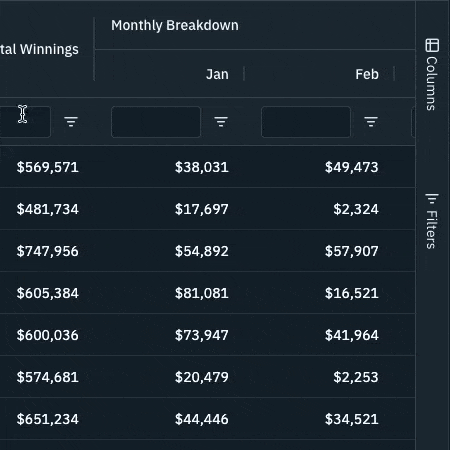 Monthly Breakdown
tal Winnings
Jan Feb
$569,571 $38,031 $49,473
$481,734 $17,697 $2,324
$747,956 $54,892 $57,907
$605,384 $81,081 $16,521
$600,036 $73,947 $41,964
$574,681 $20,479 $2,253
$651,234 $44,446 $34,521
Columns
Filters